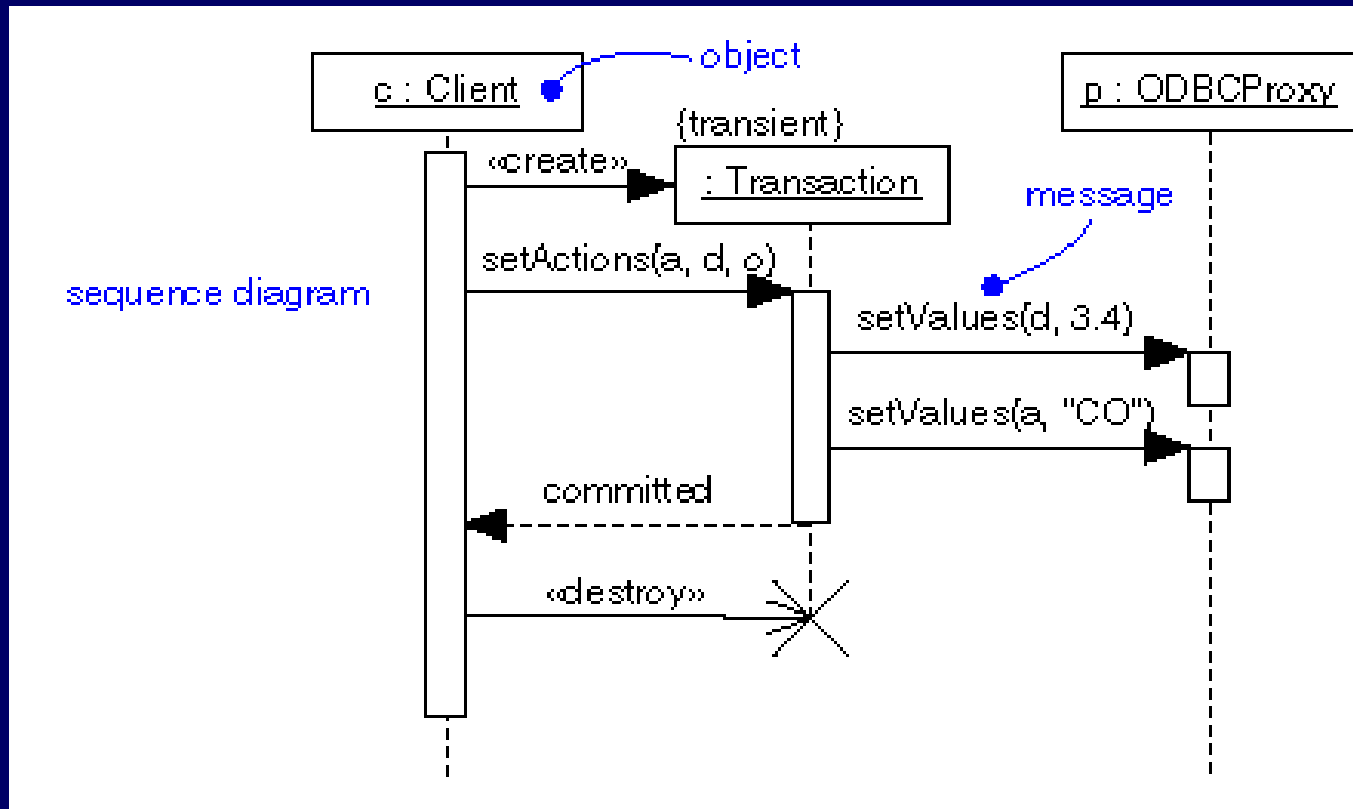 object
c : Client
p : ODBCProxy
{transient}
«create»
: Transaction
message
setActions(a, d, o)
sequence diagram
setValues(d, 3.4)
setValues(a, "CO")
committed
«destroy»